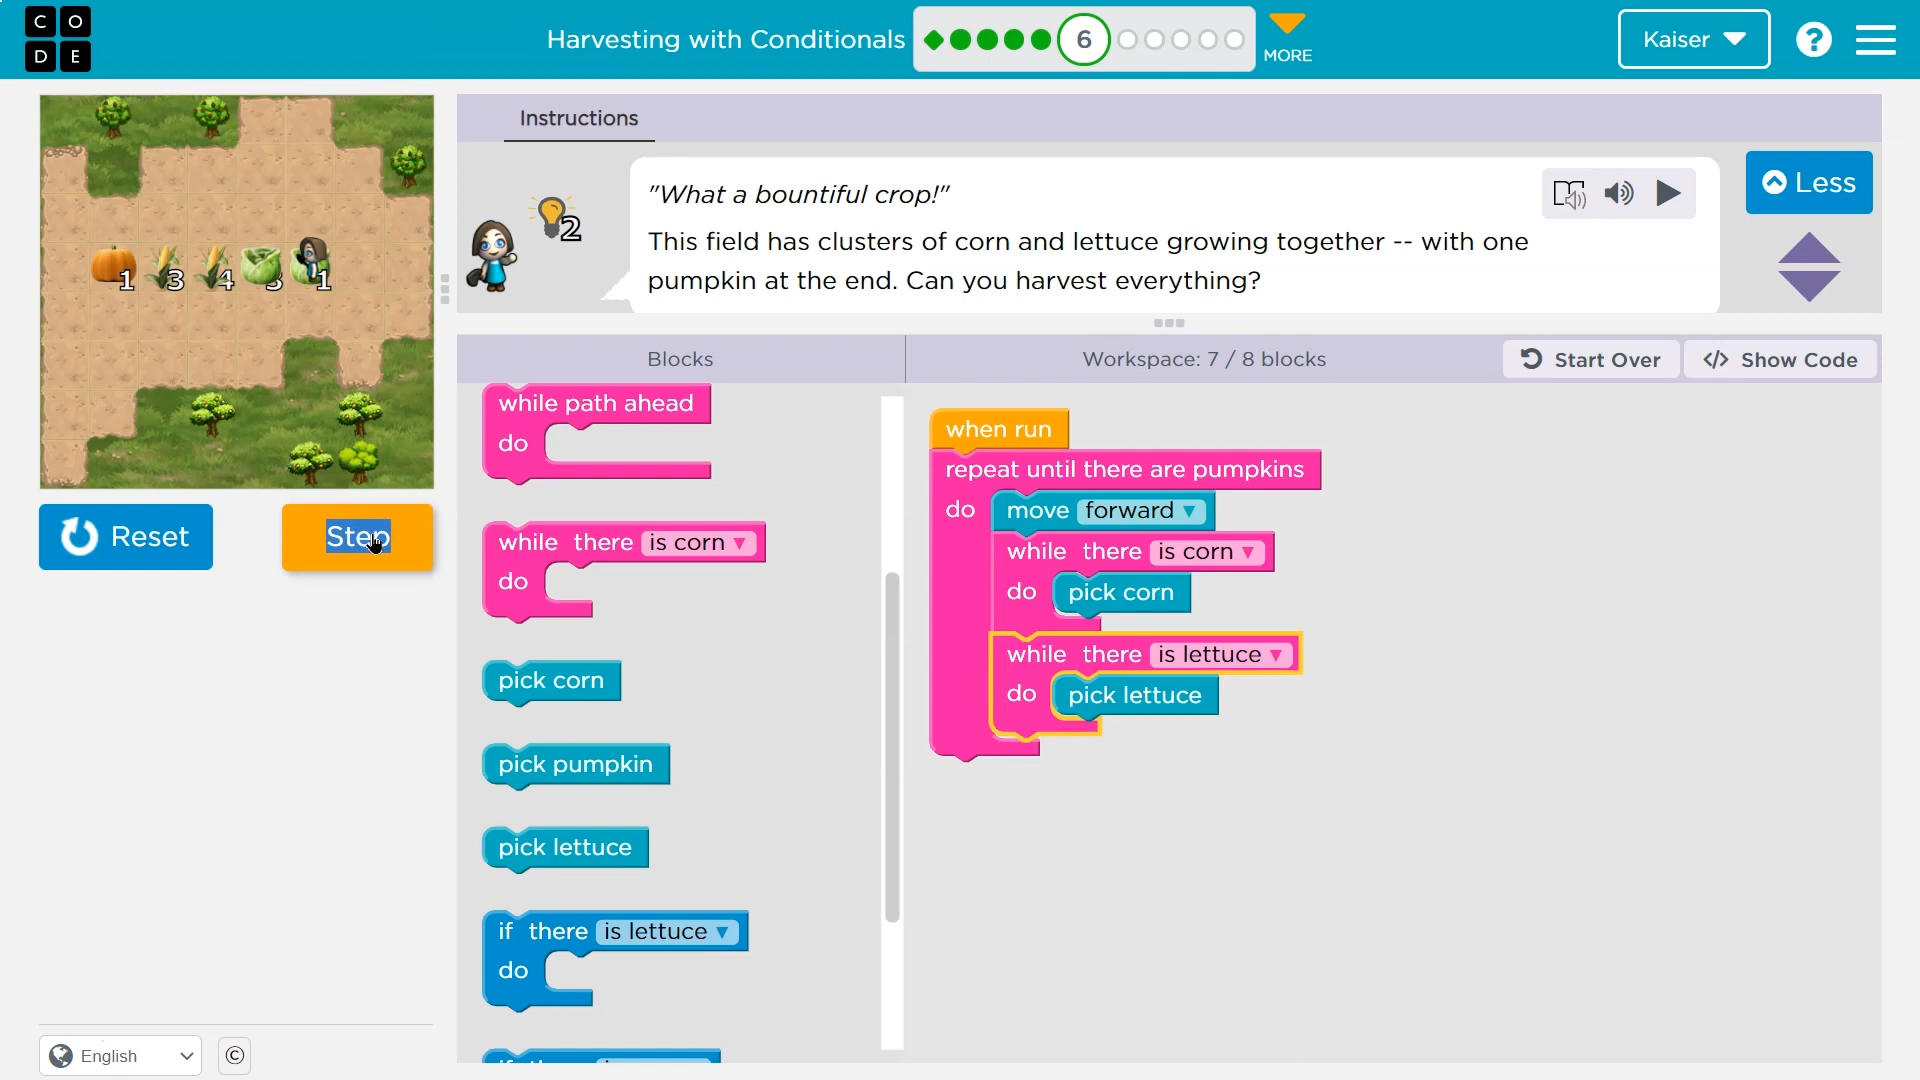 C O
D E
Harvesting with Conditionals
6
MORE
Kaiser
?
Instructions
2
"What a bountiful crop!"
This field has clusters of corn and lettuce growing together -- with one
pumpkin at the end. Can you harvest everything?
Less
1 3 4 3 1
Reset
Step
Blocks
Workspace: 7 / 8 blocks
Start Over
</> Show Code
while path ahead
do
while there is corn
do
pick corn
pick pumpkin
pick lettuce
if there is lettuce
do
when run
repeat until there are pumpkins
do move forward
while there is corn
do pick corn
while there is lettuce
do pick lettuce
English
©